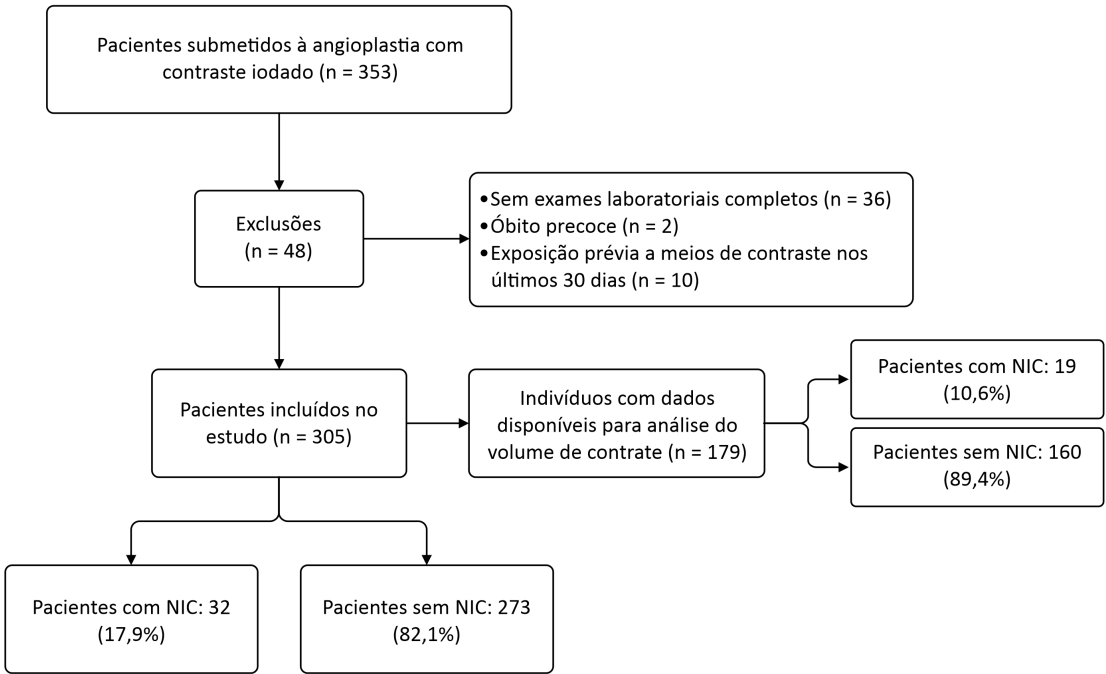 Pacientes submetidos à angioplastia com
contraste iodado (n = 353)
Exclusões
(n = 48)
•Sem exames laboratoriais completos (n = 36)
•Óbito precoce (n = 2)
•Exposição prévia a meios de contraste nos
últimos 30 dias (n = 10)
Pacientes incluídos no
estudo (n = 305)
Indivíduos com dados
disponíveis para análise do
volume de contrate (n = 179)
Pacientes com NIC: 19
(10,6%)
Pacientes sem NIC: 160
(89,4%)
Pacientes com NIC: 32
(17,9%)
Pacientes sem NIC: 273
(82,1%)